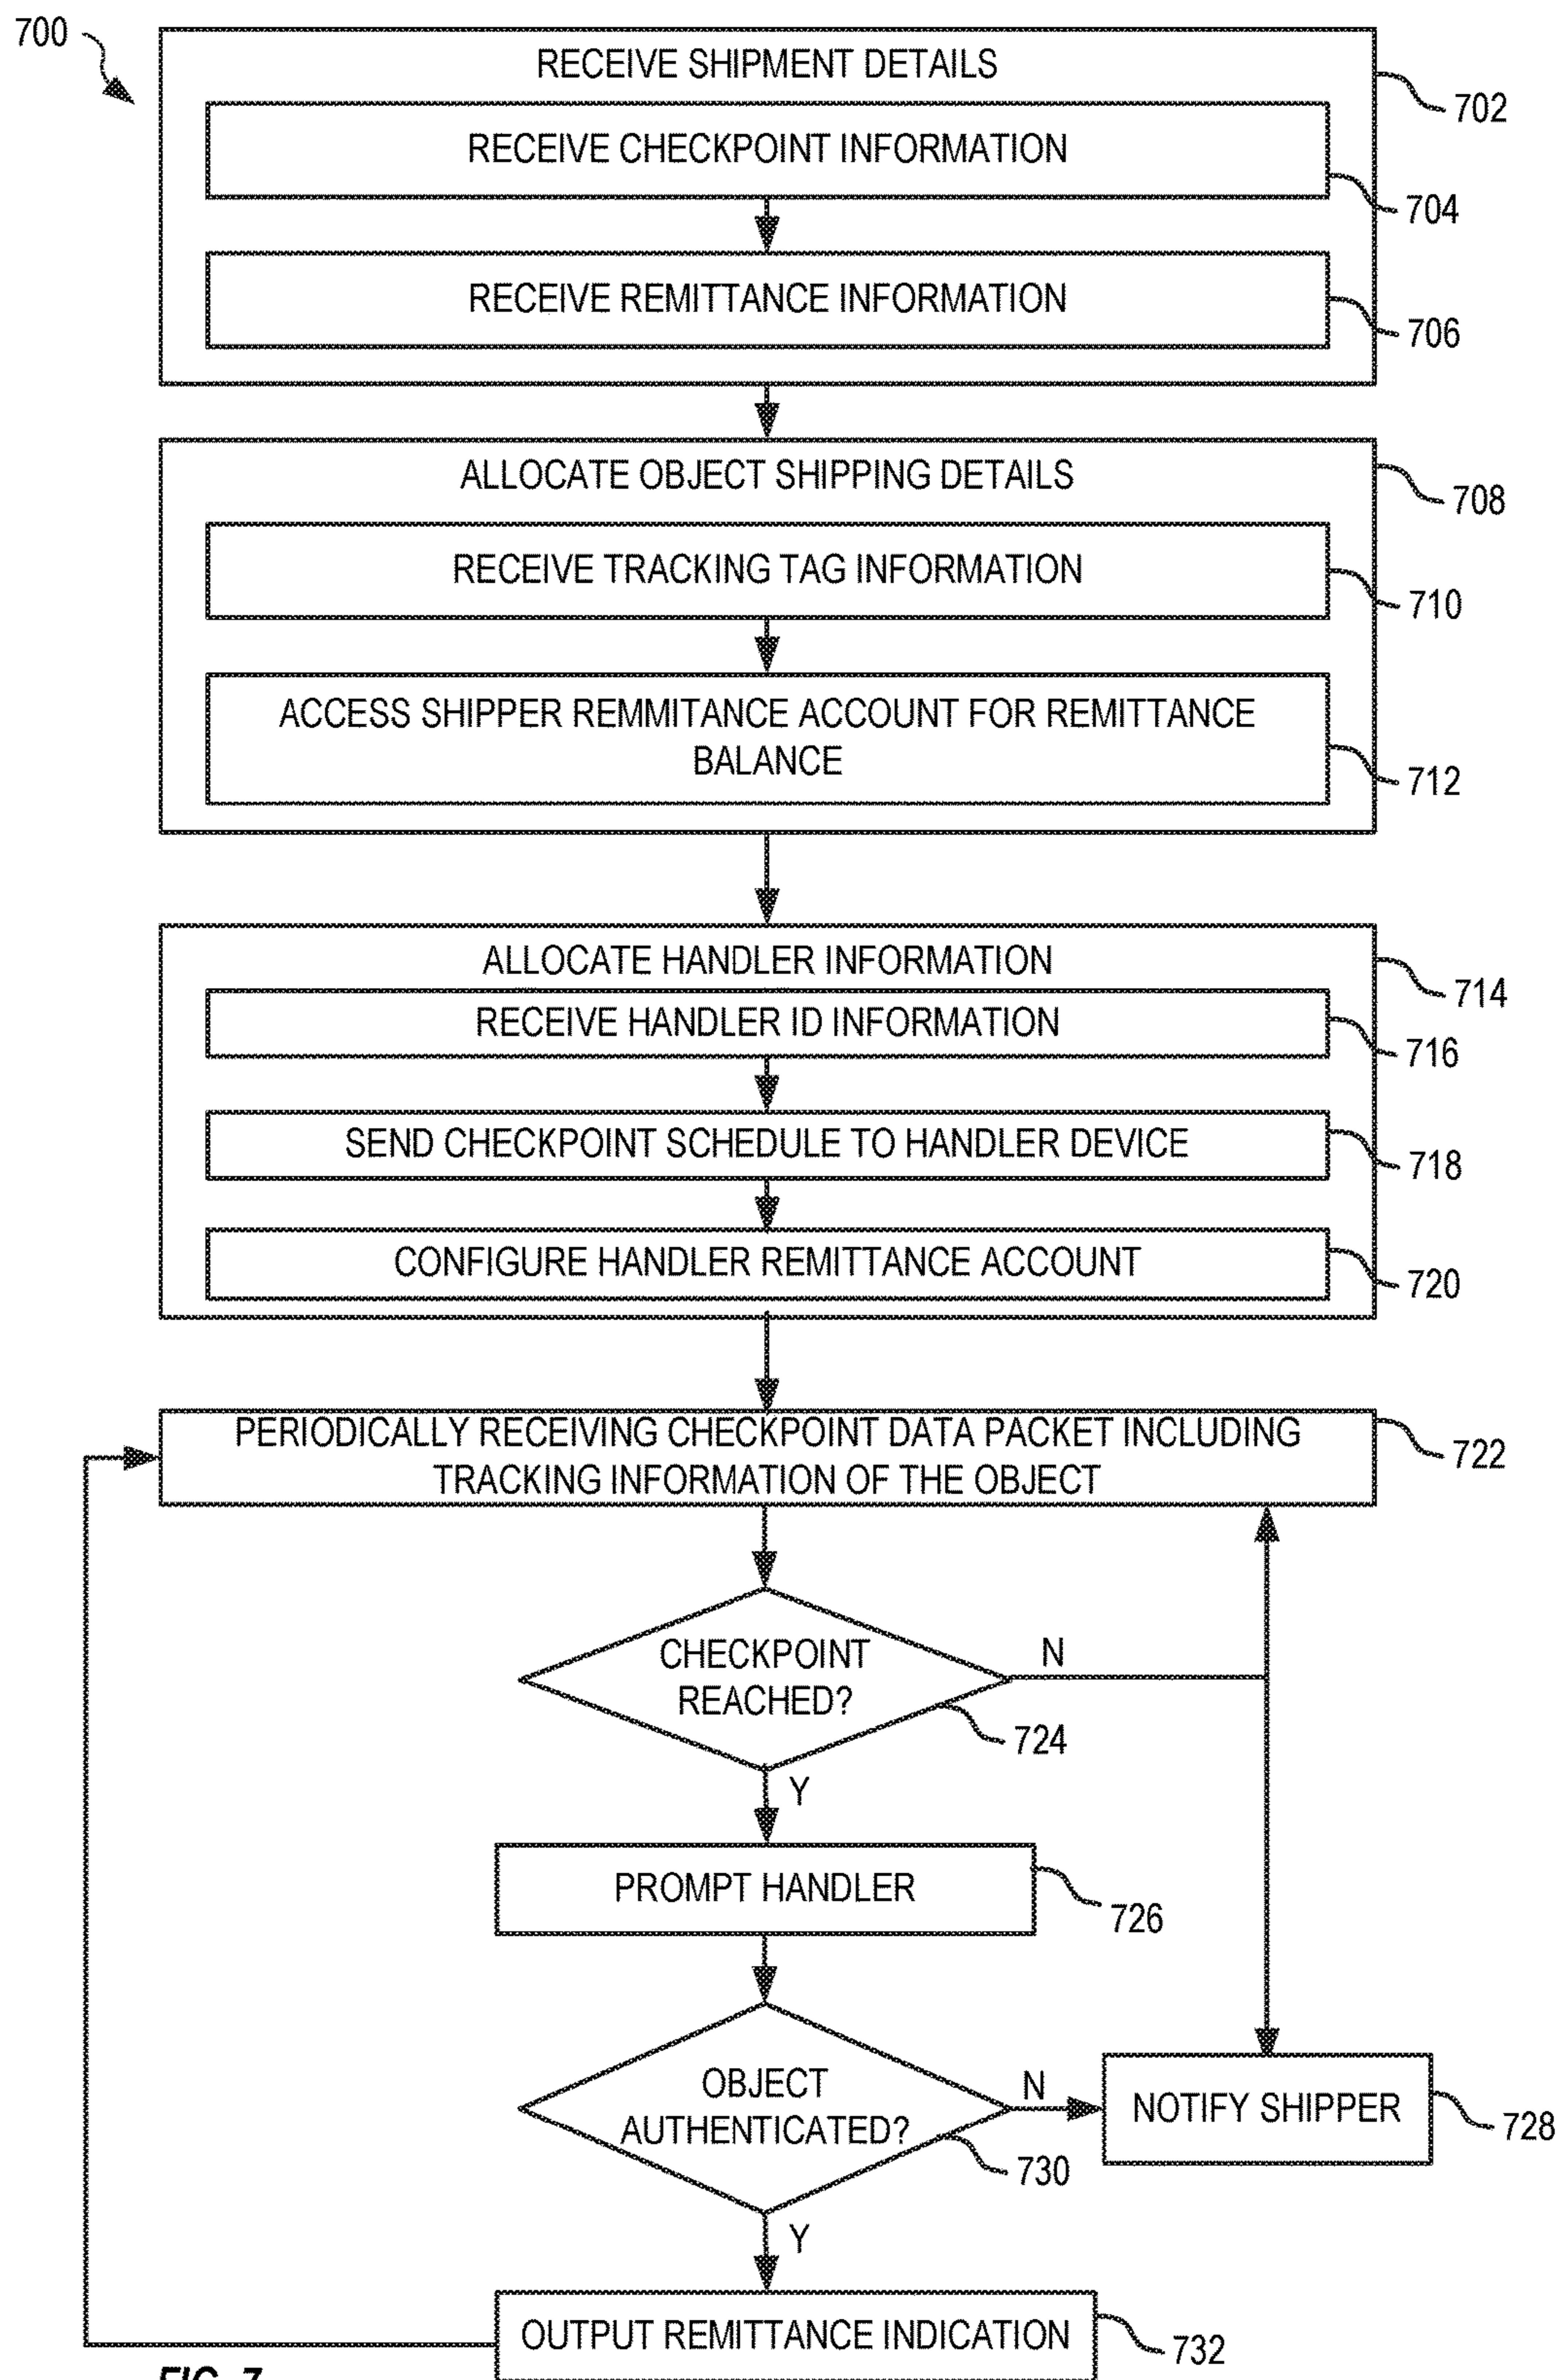 700
RECEIVE SHIPMENT DETAILS
702
RECEIVE CHECKPOINT INFORMATION
704
RECEIVE REMITTANCE INFORMATION
706
ALLOCATE OBJECT SHIPPING DETAILS
708
RECEIVE TRACKING TAG INFORMATION
710
ACCESS SHIPPER REMMITANCE ACCOUNT FOR REMITTANCE
BALANCE
712
ALLOCATE HANDLER INFORMATION
714
RECEIVE HANDLER ID INFORMATION
716
SEND CHECKPOINT SCHEDULE TO HANDLER DEVICE
718
CONFIGURE HANDLER REMITTANCE ACCOUNT
720
PERIODICALLY RECEIVING CHECKPOINT DATA PACKET INCLUDING
TRACKING INFORMATION OF THE OBJECT
722
CHECKPOINT
REACHED?
N
724
Y
PROMPT HANDLER
726
OBJECT
AUTHENTICATED?
N
730
NOTIFY SHIPPER
728
Y
OUTPUT REMITTANCE INDICATION
732
FIG. 7